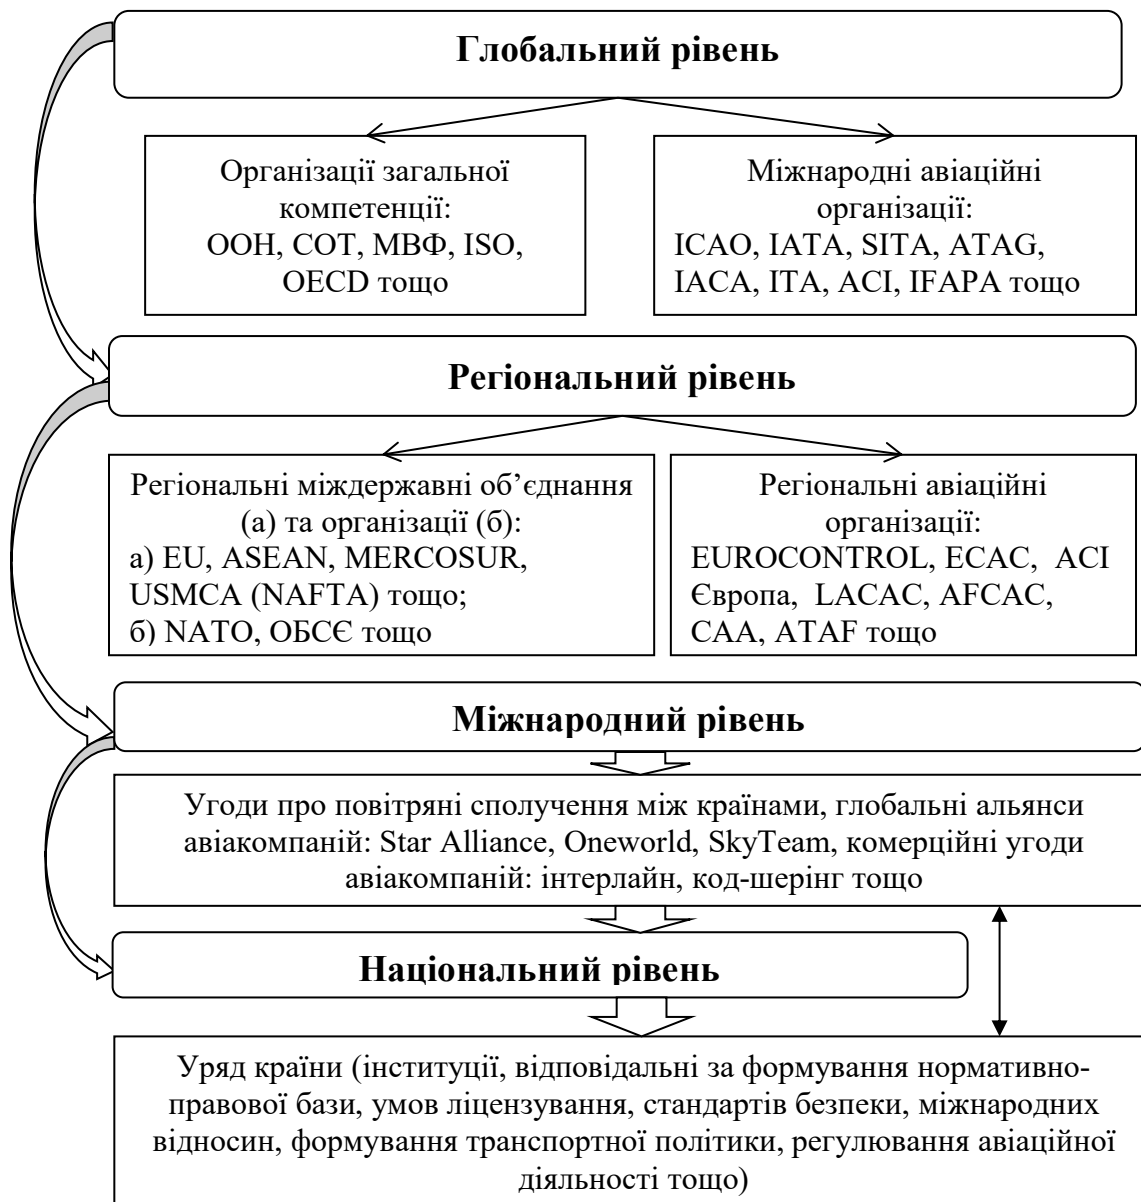 Глобальний рівень
Організації загальної
компетенції:
ООН, СОТ, МВФ, ISO,
OECD тощо
Міжнародні авіаційні
організації:
ICAO, IATA, SITA, ATAG,
IACA, ITA, ACI, IFAPA тощо
Регіональний рівень
Регіональні міждержавні об’єднання
(а) та організації (б):
а) EU, ASEAN, MERCOSUR,
USMCA (NAFTA) тощо;
б) NATO, ОБСЄ тощо
Регіональні авіаційні
організації:
EUROCONTROL, ECAC, ACI
Європа, LACAC, AFCAC,
CAA, ATAF тощо
Міжнародний рівень
Угоди про повітряні сполучення між країнами, глобальні альянси
авіакомпаній: Star Alliance, Oneworld, SkyTeam, комерційні угоди
авіакомпаній: інтерлайн, код-шерінг тощо
Національний рівень
Уряд країни (інституції, відповідальні за формування нормативно-
правової бази, умов ліцензування, стандартів безпеки, міжнародних
відносин, формування транспортної політики, регулювання авіаційної
діяльності тощо)